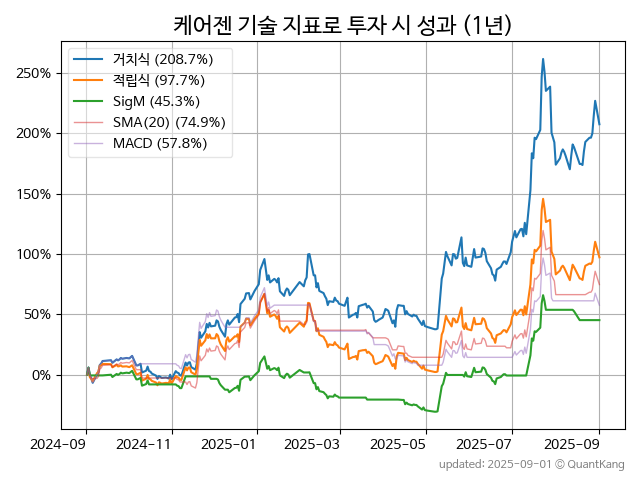 케어젠 기술 지표로 투자 시 성과 (1년)
거치식 (208.7%)
적립식 (97.7%)
SigM (45.3%)
SMA(20) (74.9%)
MACD (57.8%)
250%
200%
150%
100%
50%
0%
2024-09 2024-11 2025-01 2025-03 2025-05 2025-07 2025-09
updated: 2025-09-01 © QuantKang